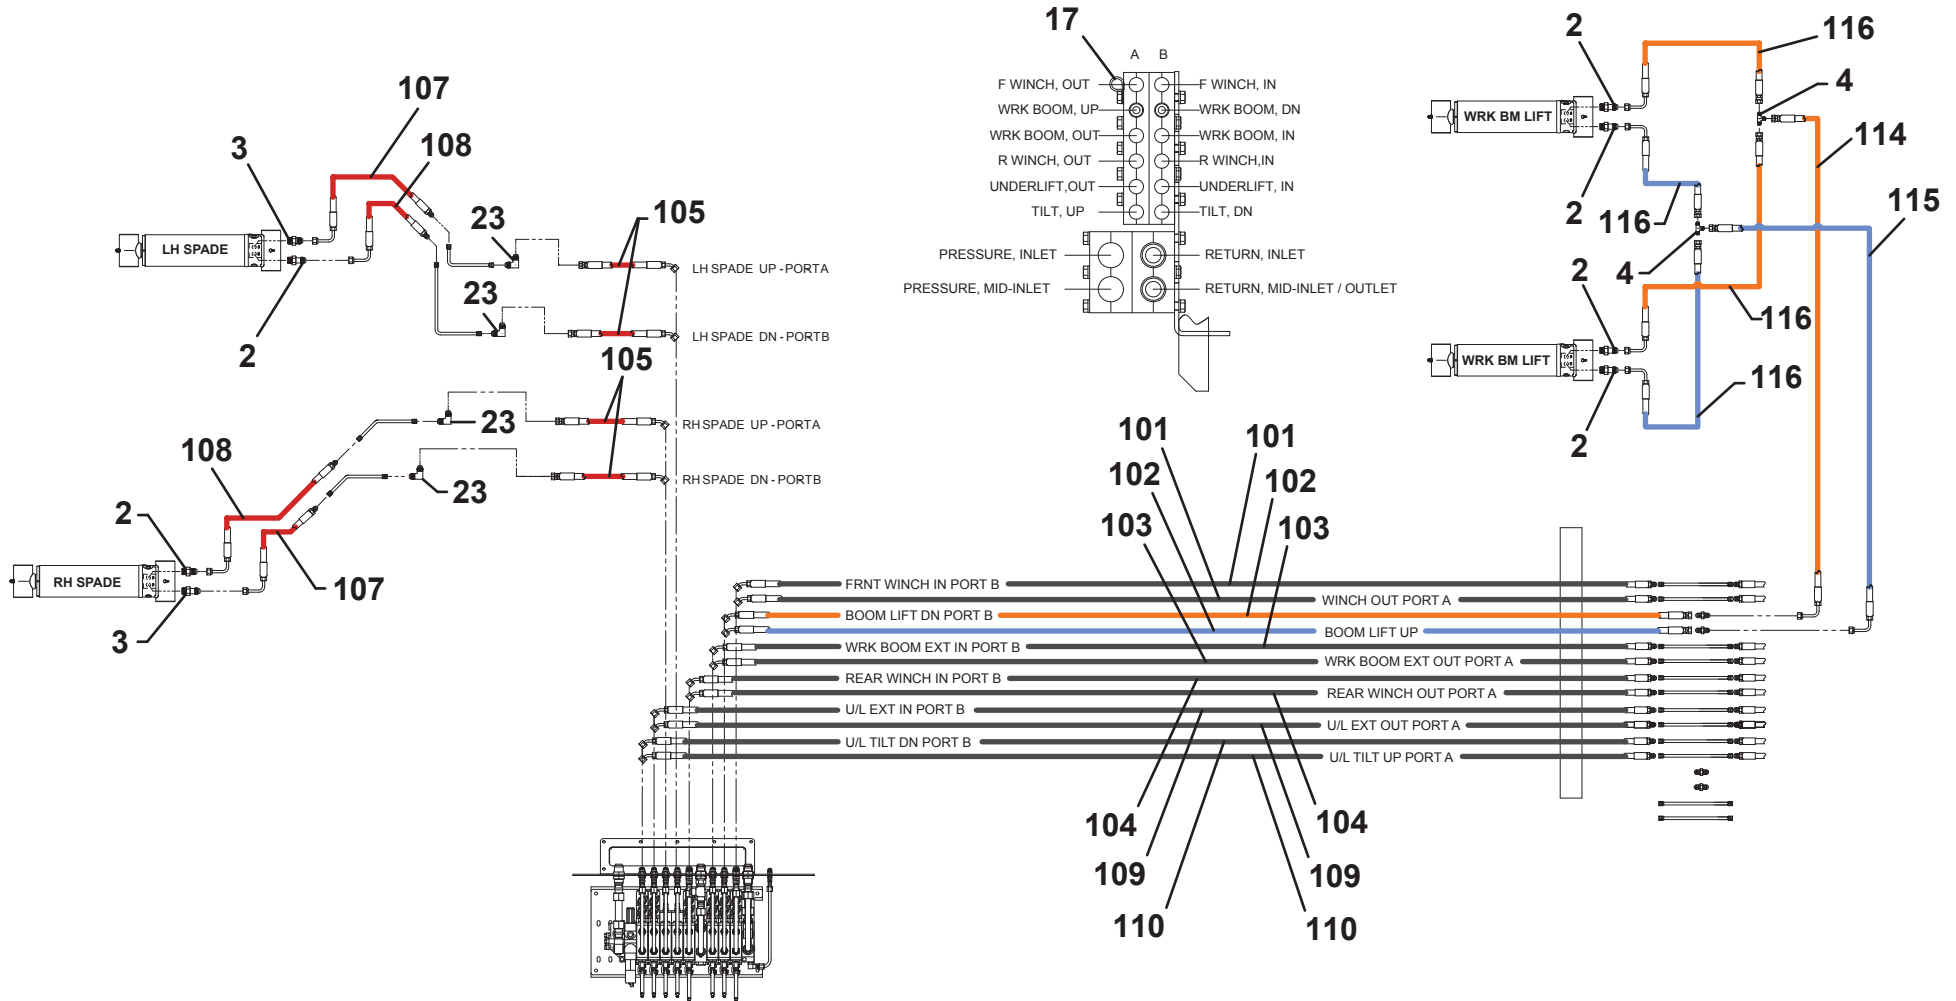 17
A B
F WINCH, OUT
F WINCH, IN
WRK BOOM, UP
WRK BOOM, DN
WRK BOOM, OUT
WRK BOOM, IN
R WINCH, OUT
R WINCH,IN
UNDERLIFT,OUT
UNDERLIFT, IN
TILT, UP
TILT, DN
PRESSURE, INLET
RETURN, INLET
PRESSURE, MID-INLET
RETURN, MID-INLET / OUTLET
107
108
3
LH SPADE
2
23
105
LH SPADE UP - PORTA
23
LH SPADE DN - PORTB
105
23
RH SPADE UP - PORTA
108
23
RH SPADE DN - PORTB
2
RH SPADE
107
3
2
116
4
WRK BM LIFT
114
2
116
115
4
2
116
WRK BM LIFT
116
2
101
101
102
102
103
103
FRNT WINCH IN PORT B
WINCH OUT PORT A
BOOM LIFT DN PORT B
BOOM LIFT UP
WRK BOOM EXT IN PORT B
WRK BOOM EXT OUT PORT A
REAR WINCH IN PORT B
REAR WINCH OUT PORT A
U/L EXT IN PORT B
U/L EXT OUT PORT A
U/L TILT DN PORT B
U/L TILT UP PORT A
104
104
109
109
110
110